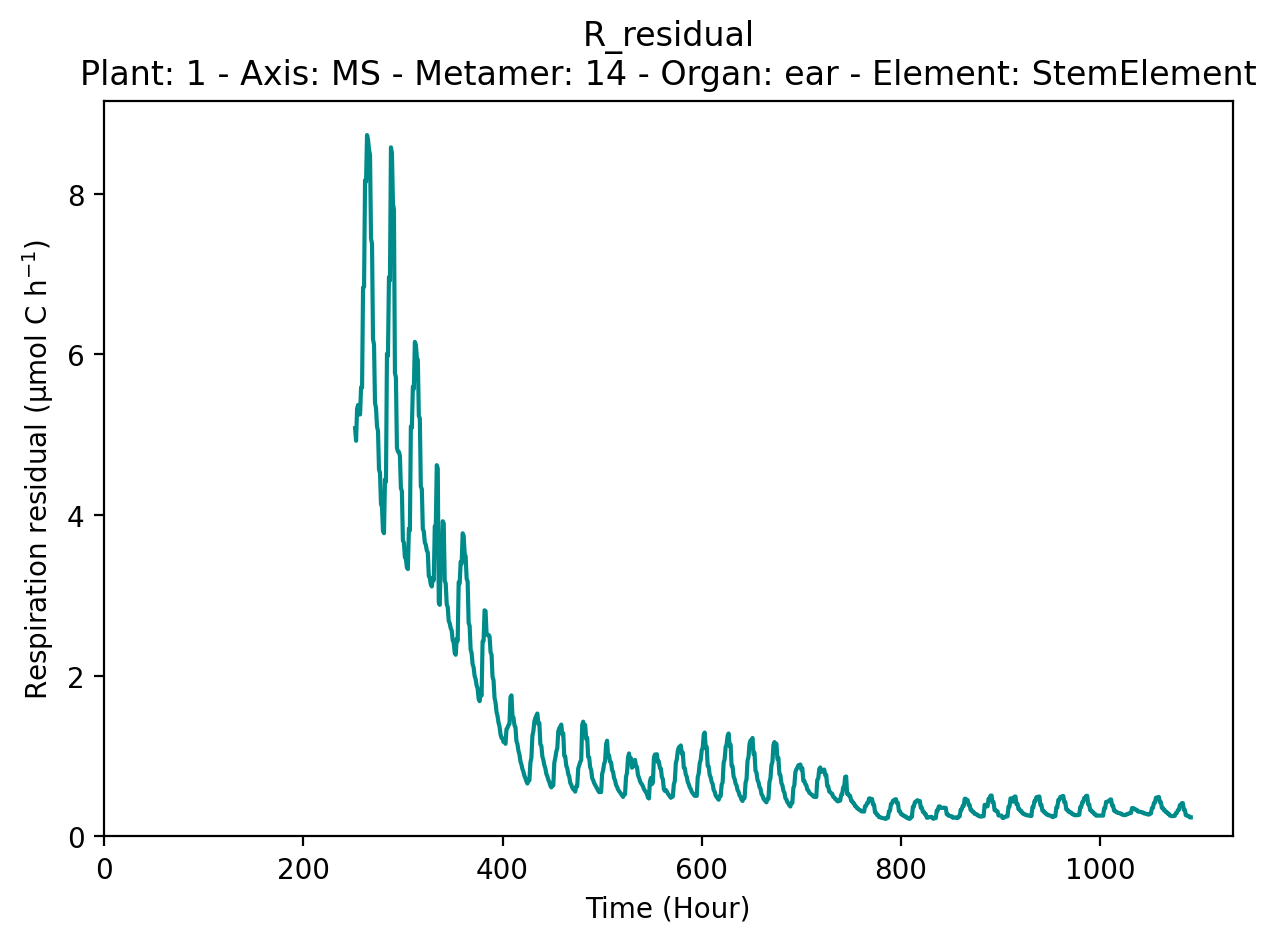 R_residual
Plant: 1 - Axis: MS - Metamer: 14 - Organ: ear - Element: StemElement
Respiration residual (µmol C h⁻¹)
8
6
4
2
0
0 200 400 600 800 1000
Time (Hour)